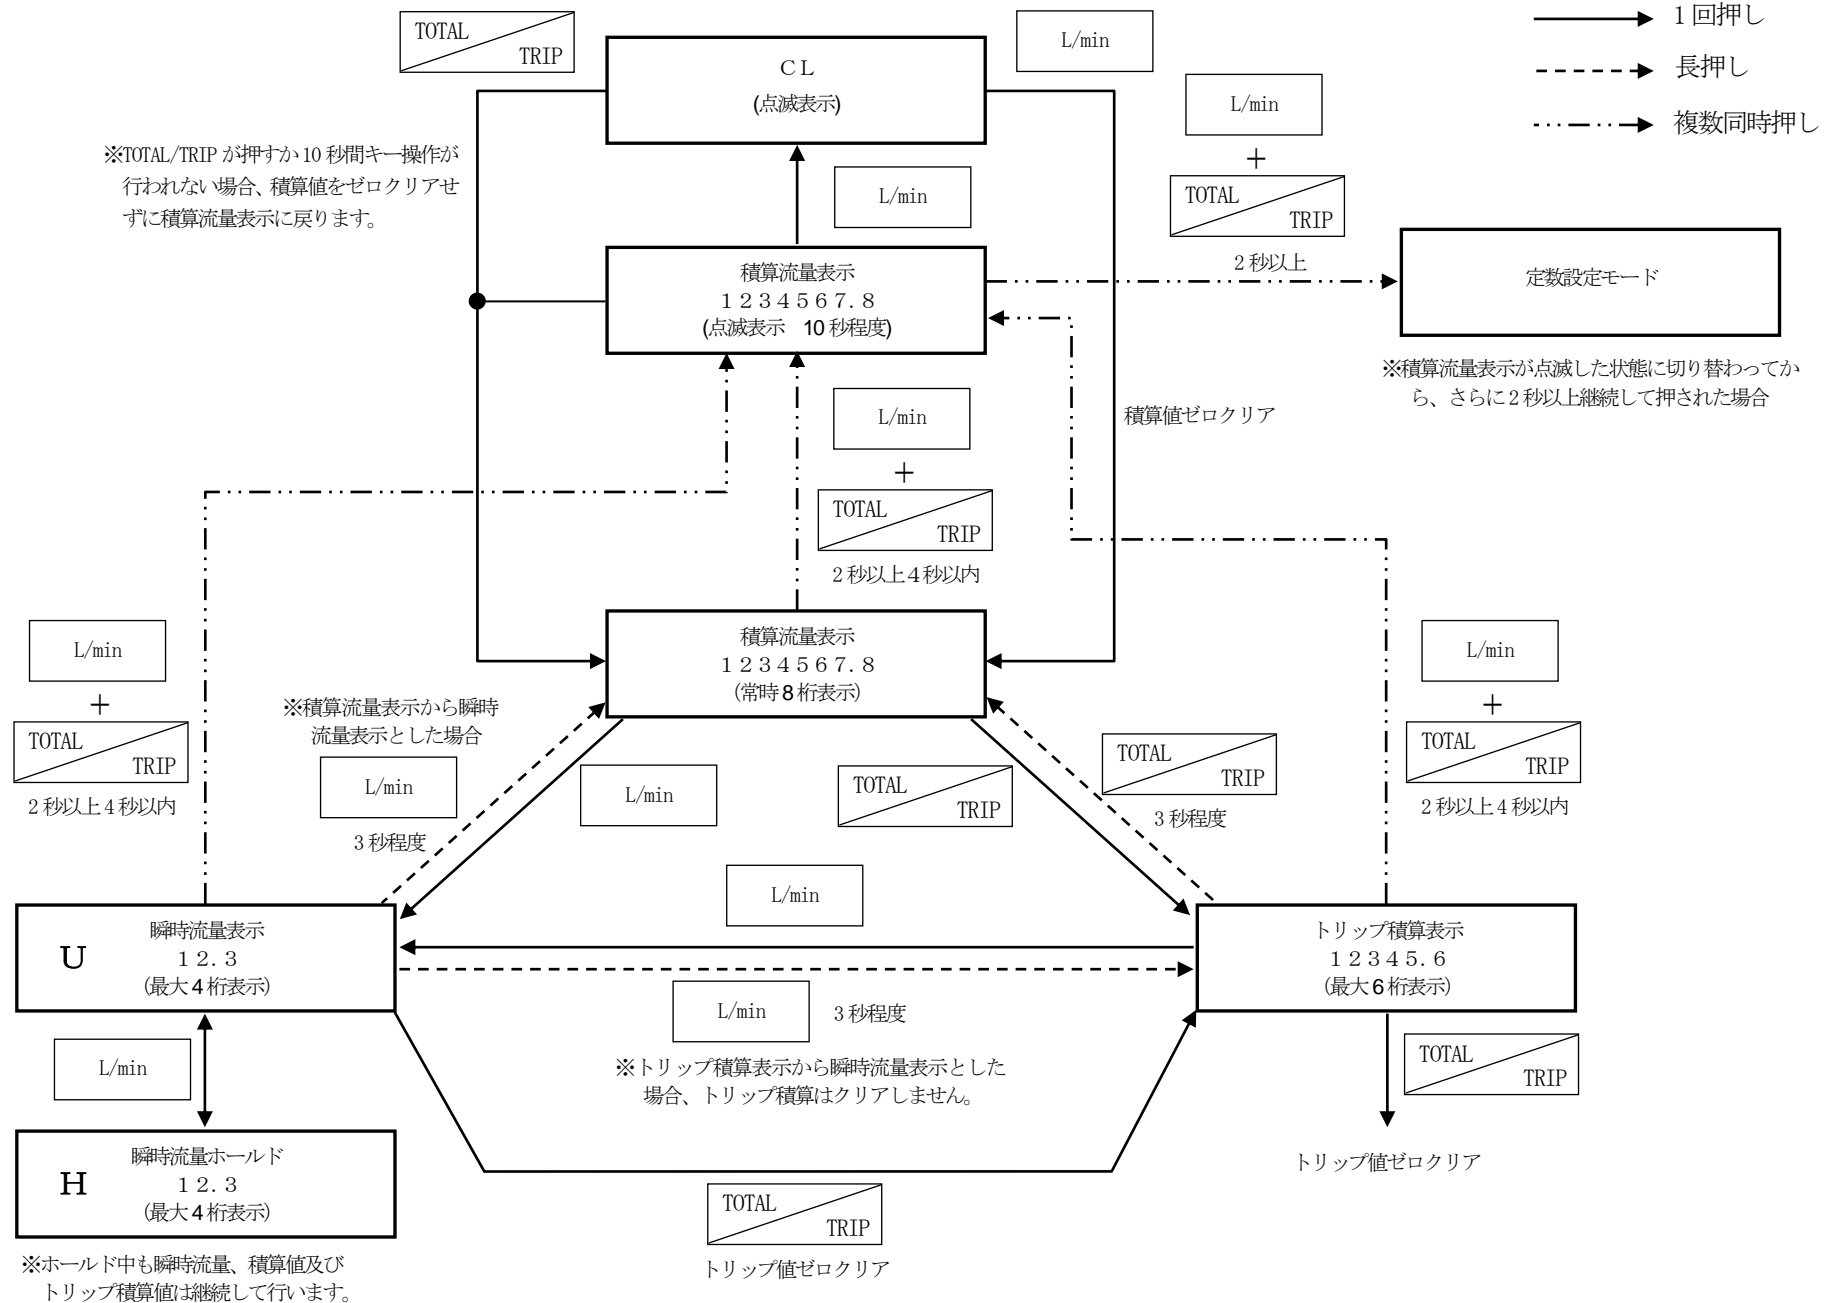 1回押し
長押し
複数同時押し
TOTAL
TRIP
CL
(点滅表示)
L/min
L/min
+
TOTAL
TRIP
2秒以上
※TOTAL/TRIPが押すか10秒間キー操作が
行われない場合、積算値をゼロクリアせ
ずに積算流量表示に戻ります。
L/min
積算流量表示
1234567.8
(点滅表示 10秒程度)
定数設定モード
※積算流量表示が点滅した状態に切り替わってか
ら、さらに2秒以上継続して押された場合
L/min
+
TOTAL
TRIP
2秒以上4秒以内
積算値ゼロクリア
L/min
+
TOTAL
TRIP
2秒以上4秒以内
積算流量表示
1234567.8
(常時8桁表示)
L/min
+
TOTAL
TRIP
2秒以上4秒以内
※積算流量表示から瞬時
流量表示とした場合
L/min
3秒程度
L/min
TOTAL
TRIP
TOTAL
TRIP
3秒程度
L/min
U
瞬時流量表示
12.3
(最大4桁表示)
トリップ積算表示
12345.6
(最大6桁表示)
L/min
3秒程度
※トリップ積算表示から瞬時流量表示とした
場合、トリップ積算はクリアしません。
L/min
TOTAL
TRIP
トリップ値ゼロクリア
H
瞬時流量ホールド
12.3
(最大4桁表示)
※ホールド中も瞬時流量、積算値及び
トリップ積算値は継続して行います。
TOTAL
TRIP
トリップ値ゼロクリア